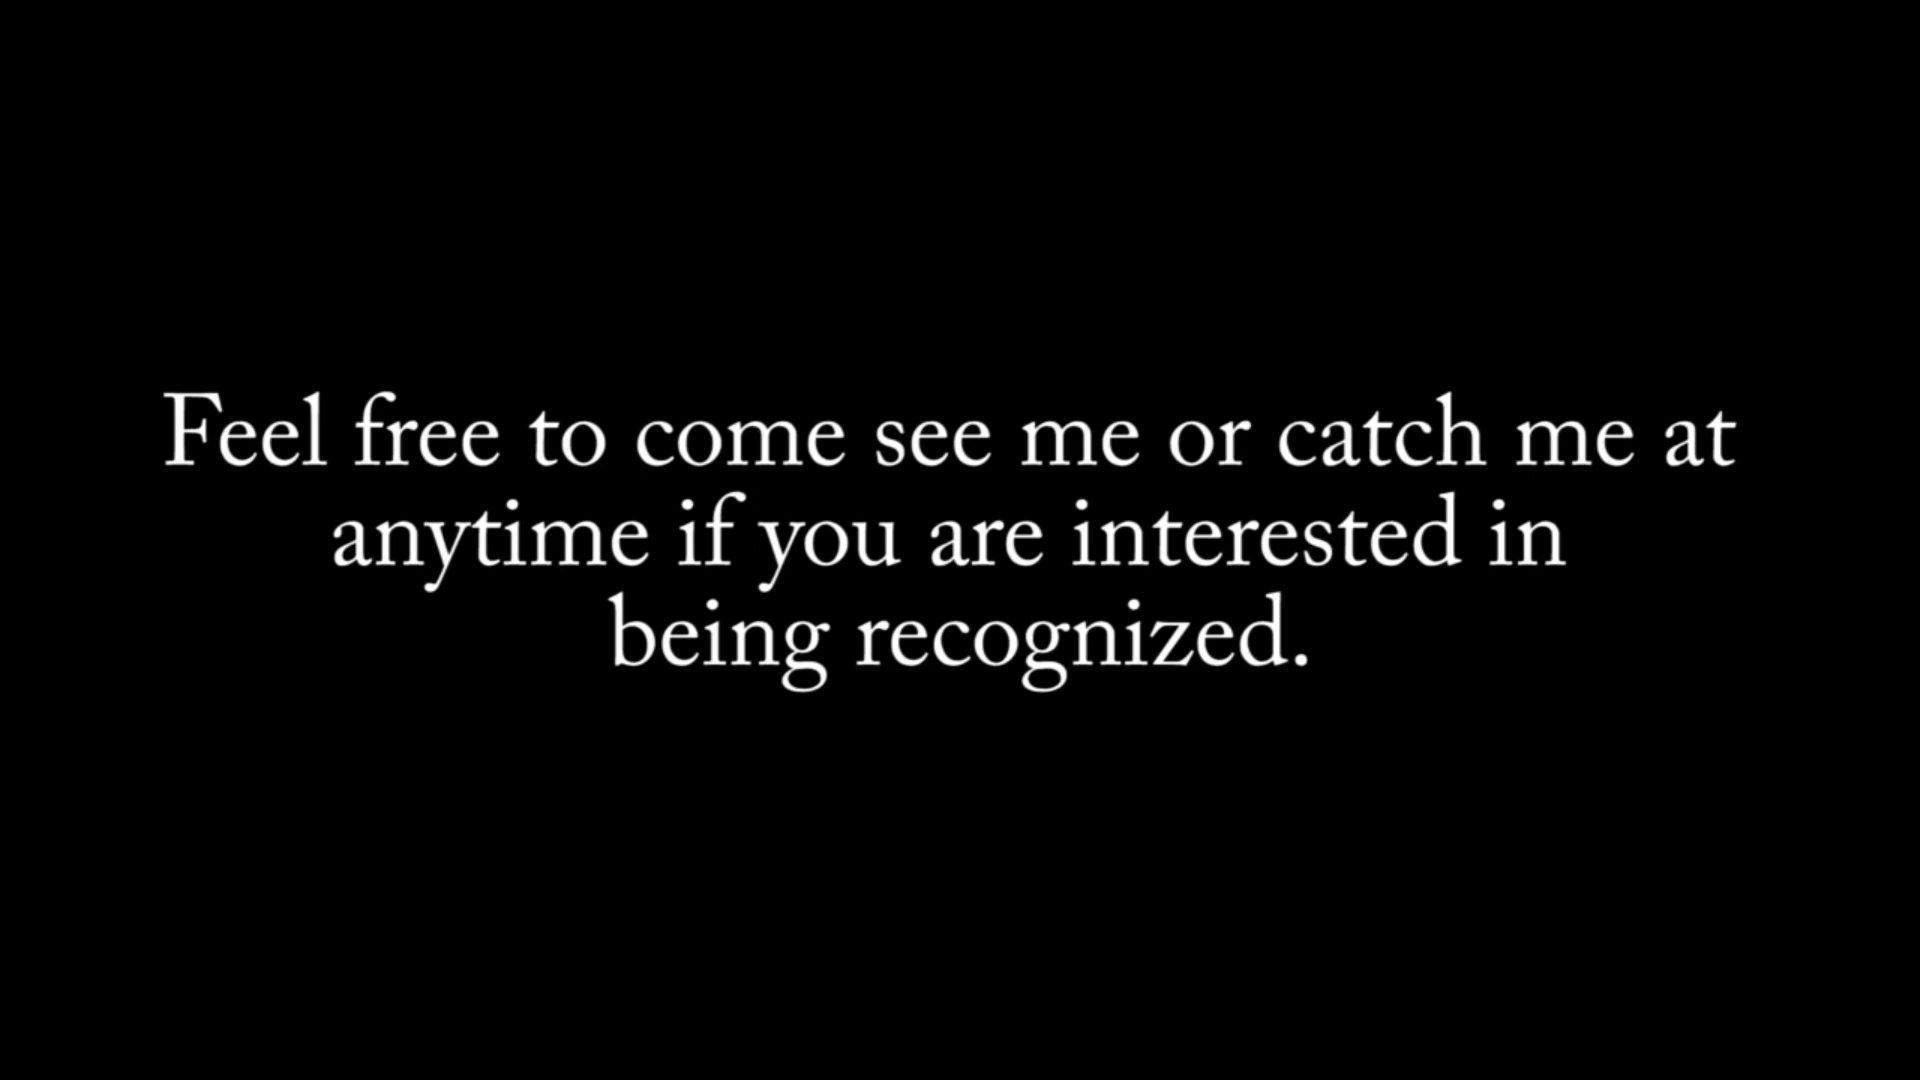 Feel free to come see me or catch me at
anytime if you are interested in
being recognized.